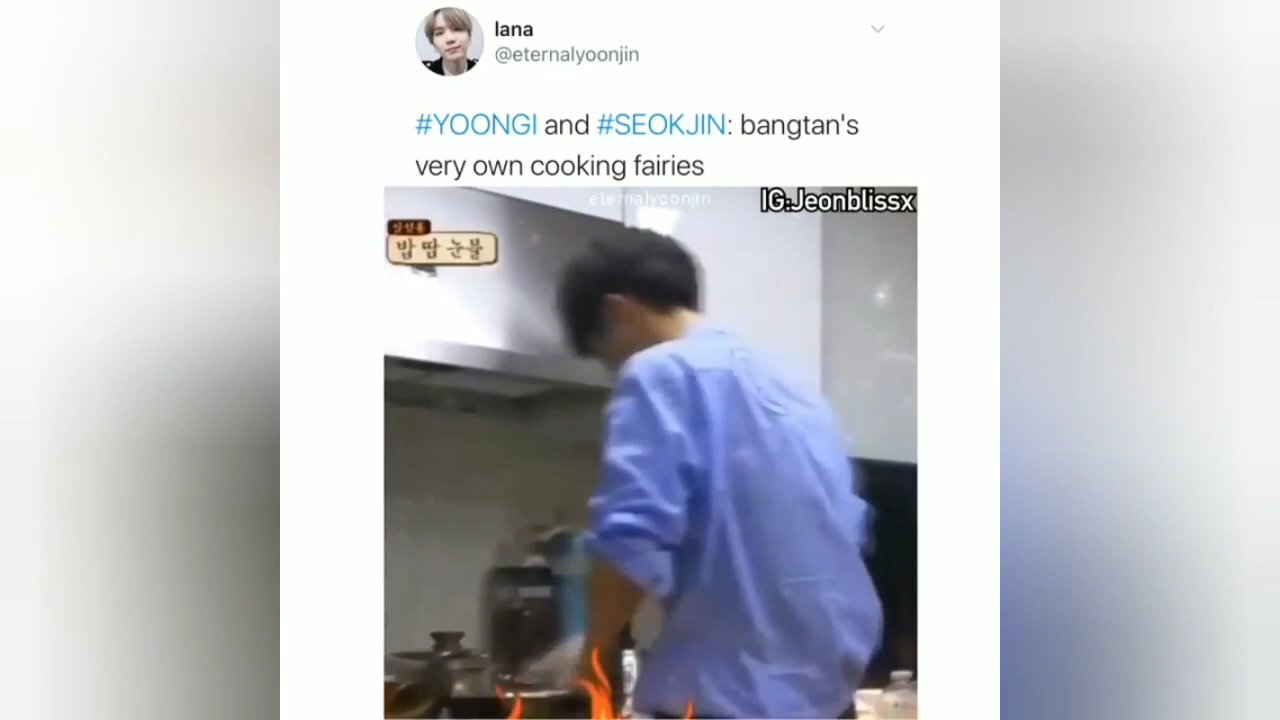 lana
@eternalyoonjin
#YOONGI and #SEOKJIN: bangtan's
very own cooking fairies
eternalyoonjin
IG:Jeonblissx
밥 땀 눈물